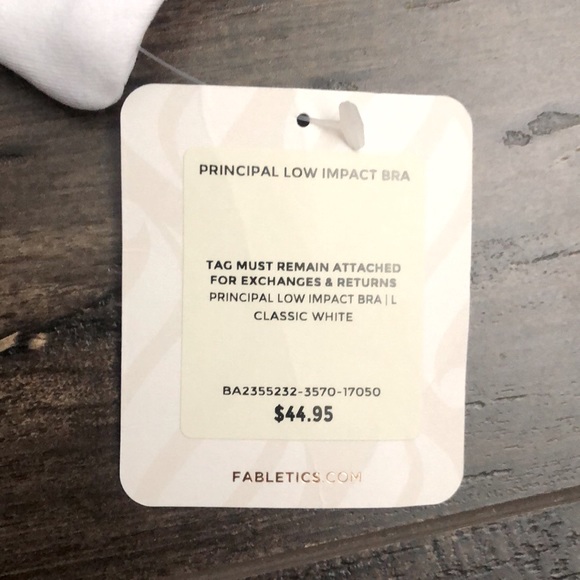 PRINCIPAL LOW IMPACT BRA
TAG MUST REMAIN ATTACHED
FOR EXCHANGES & RETURNS
PRINCIPAL LOW IMPACT BRA | L
CLASSIC WHITE
BA2355232-3570-17050
$44.95
FABLETICS.COM